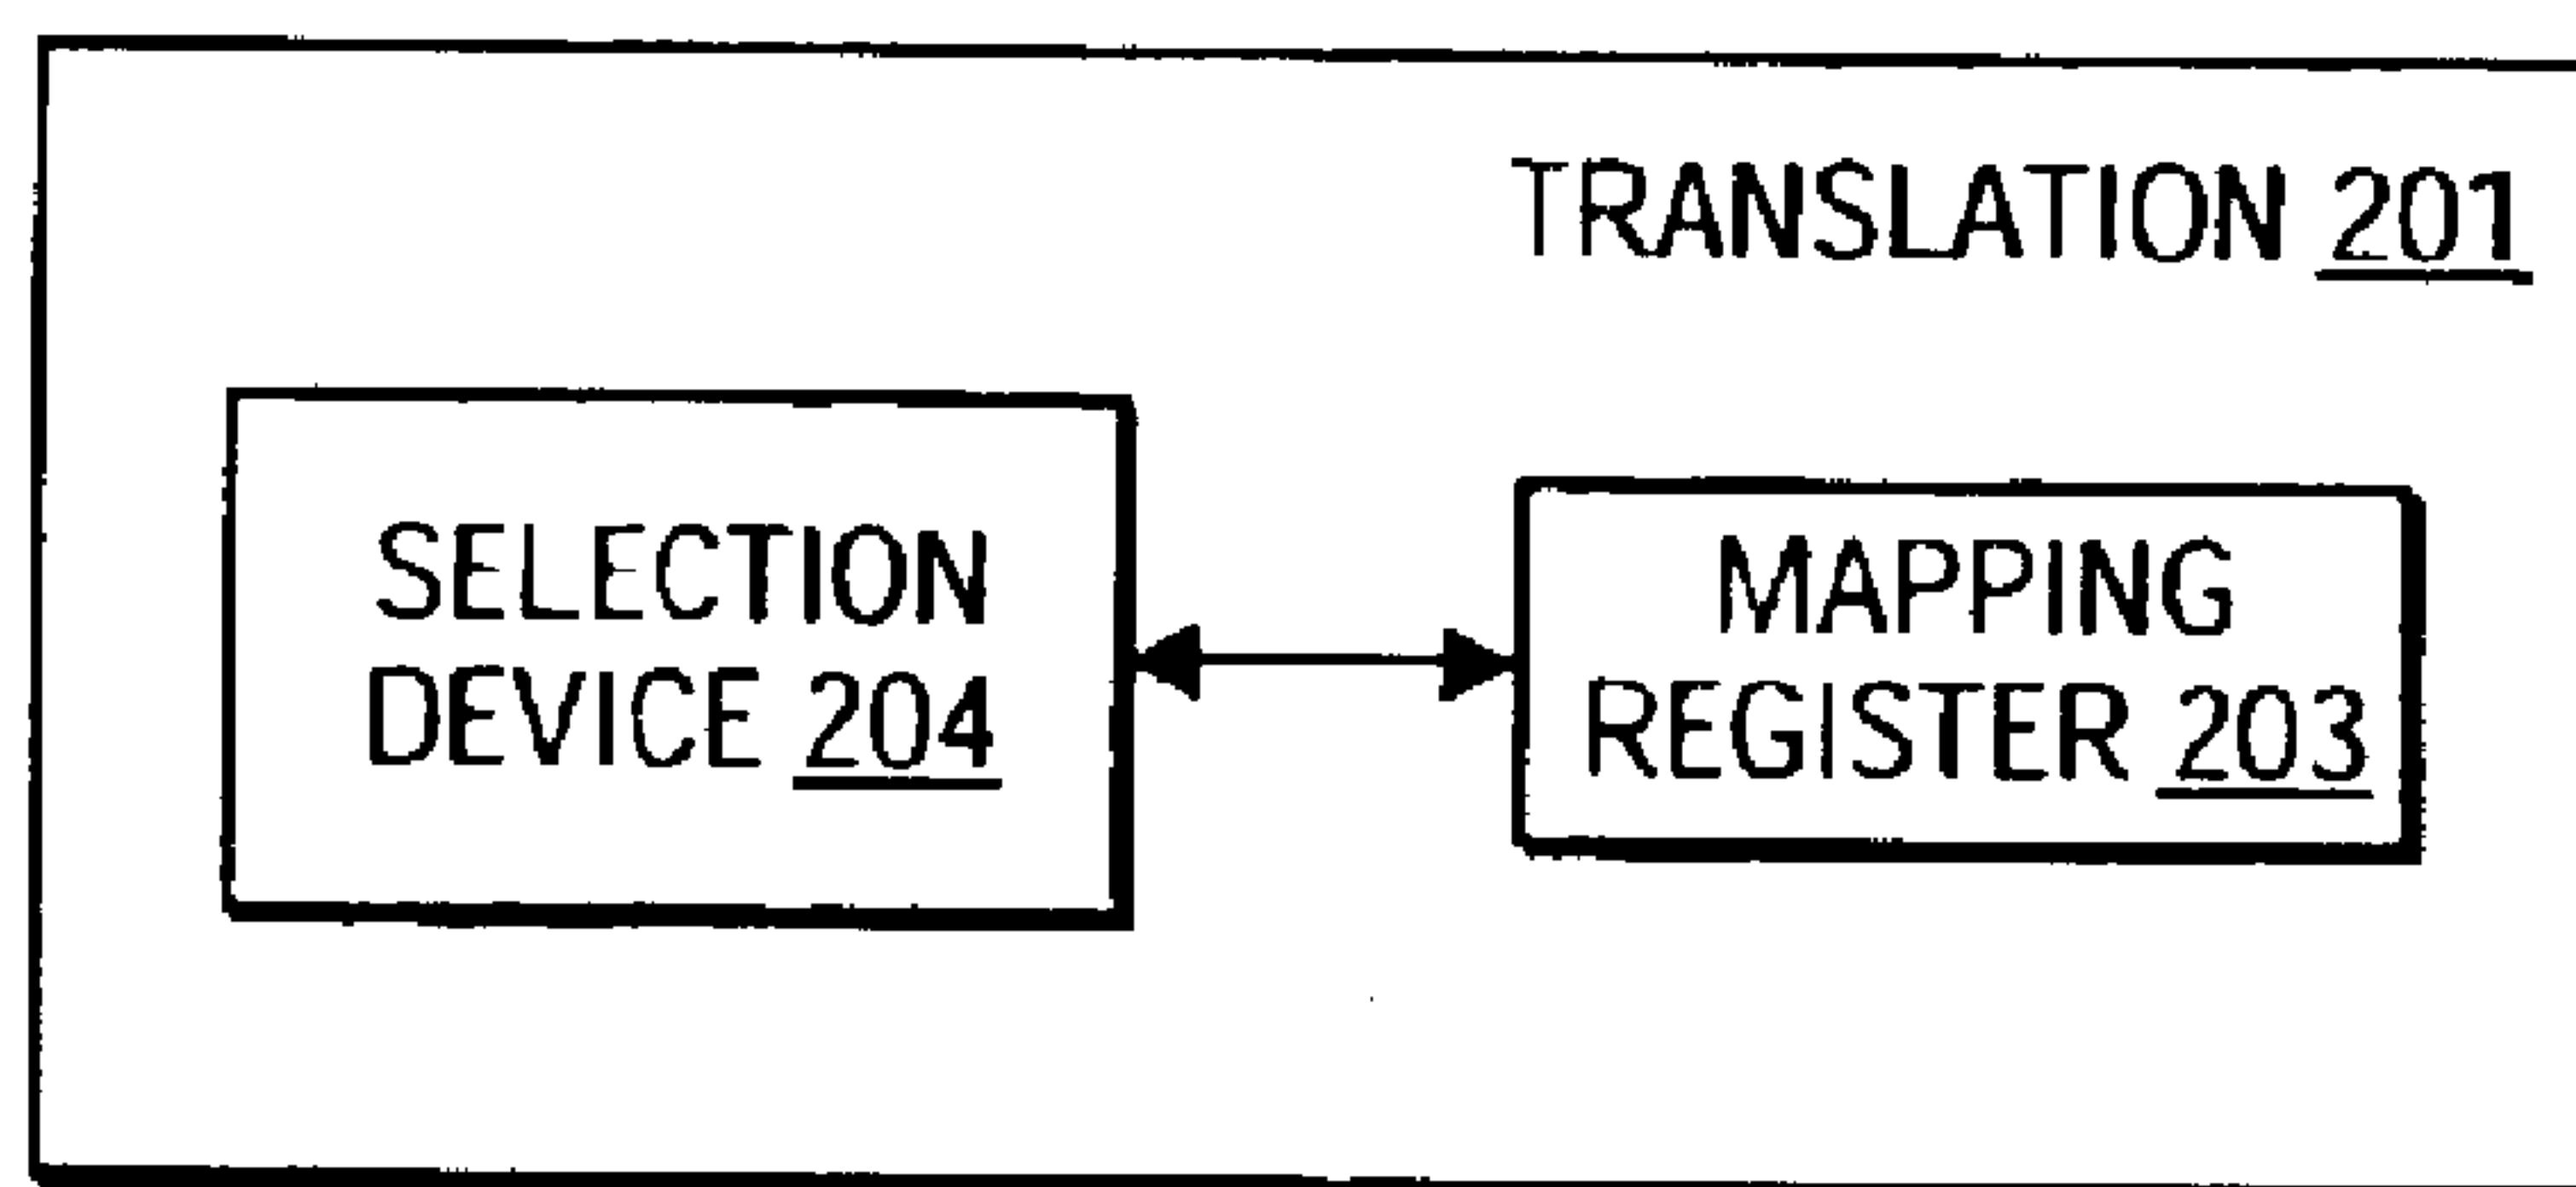 TRANSLATION 201
SELECTION
DEVICE 204
MAPPING
REGISTER 203